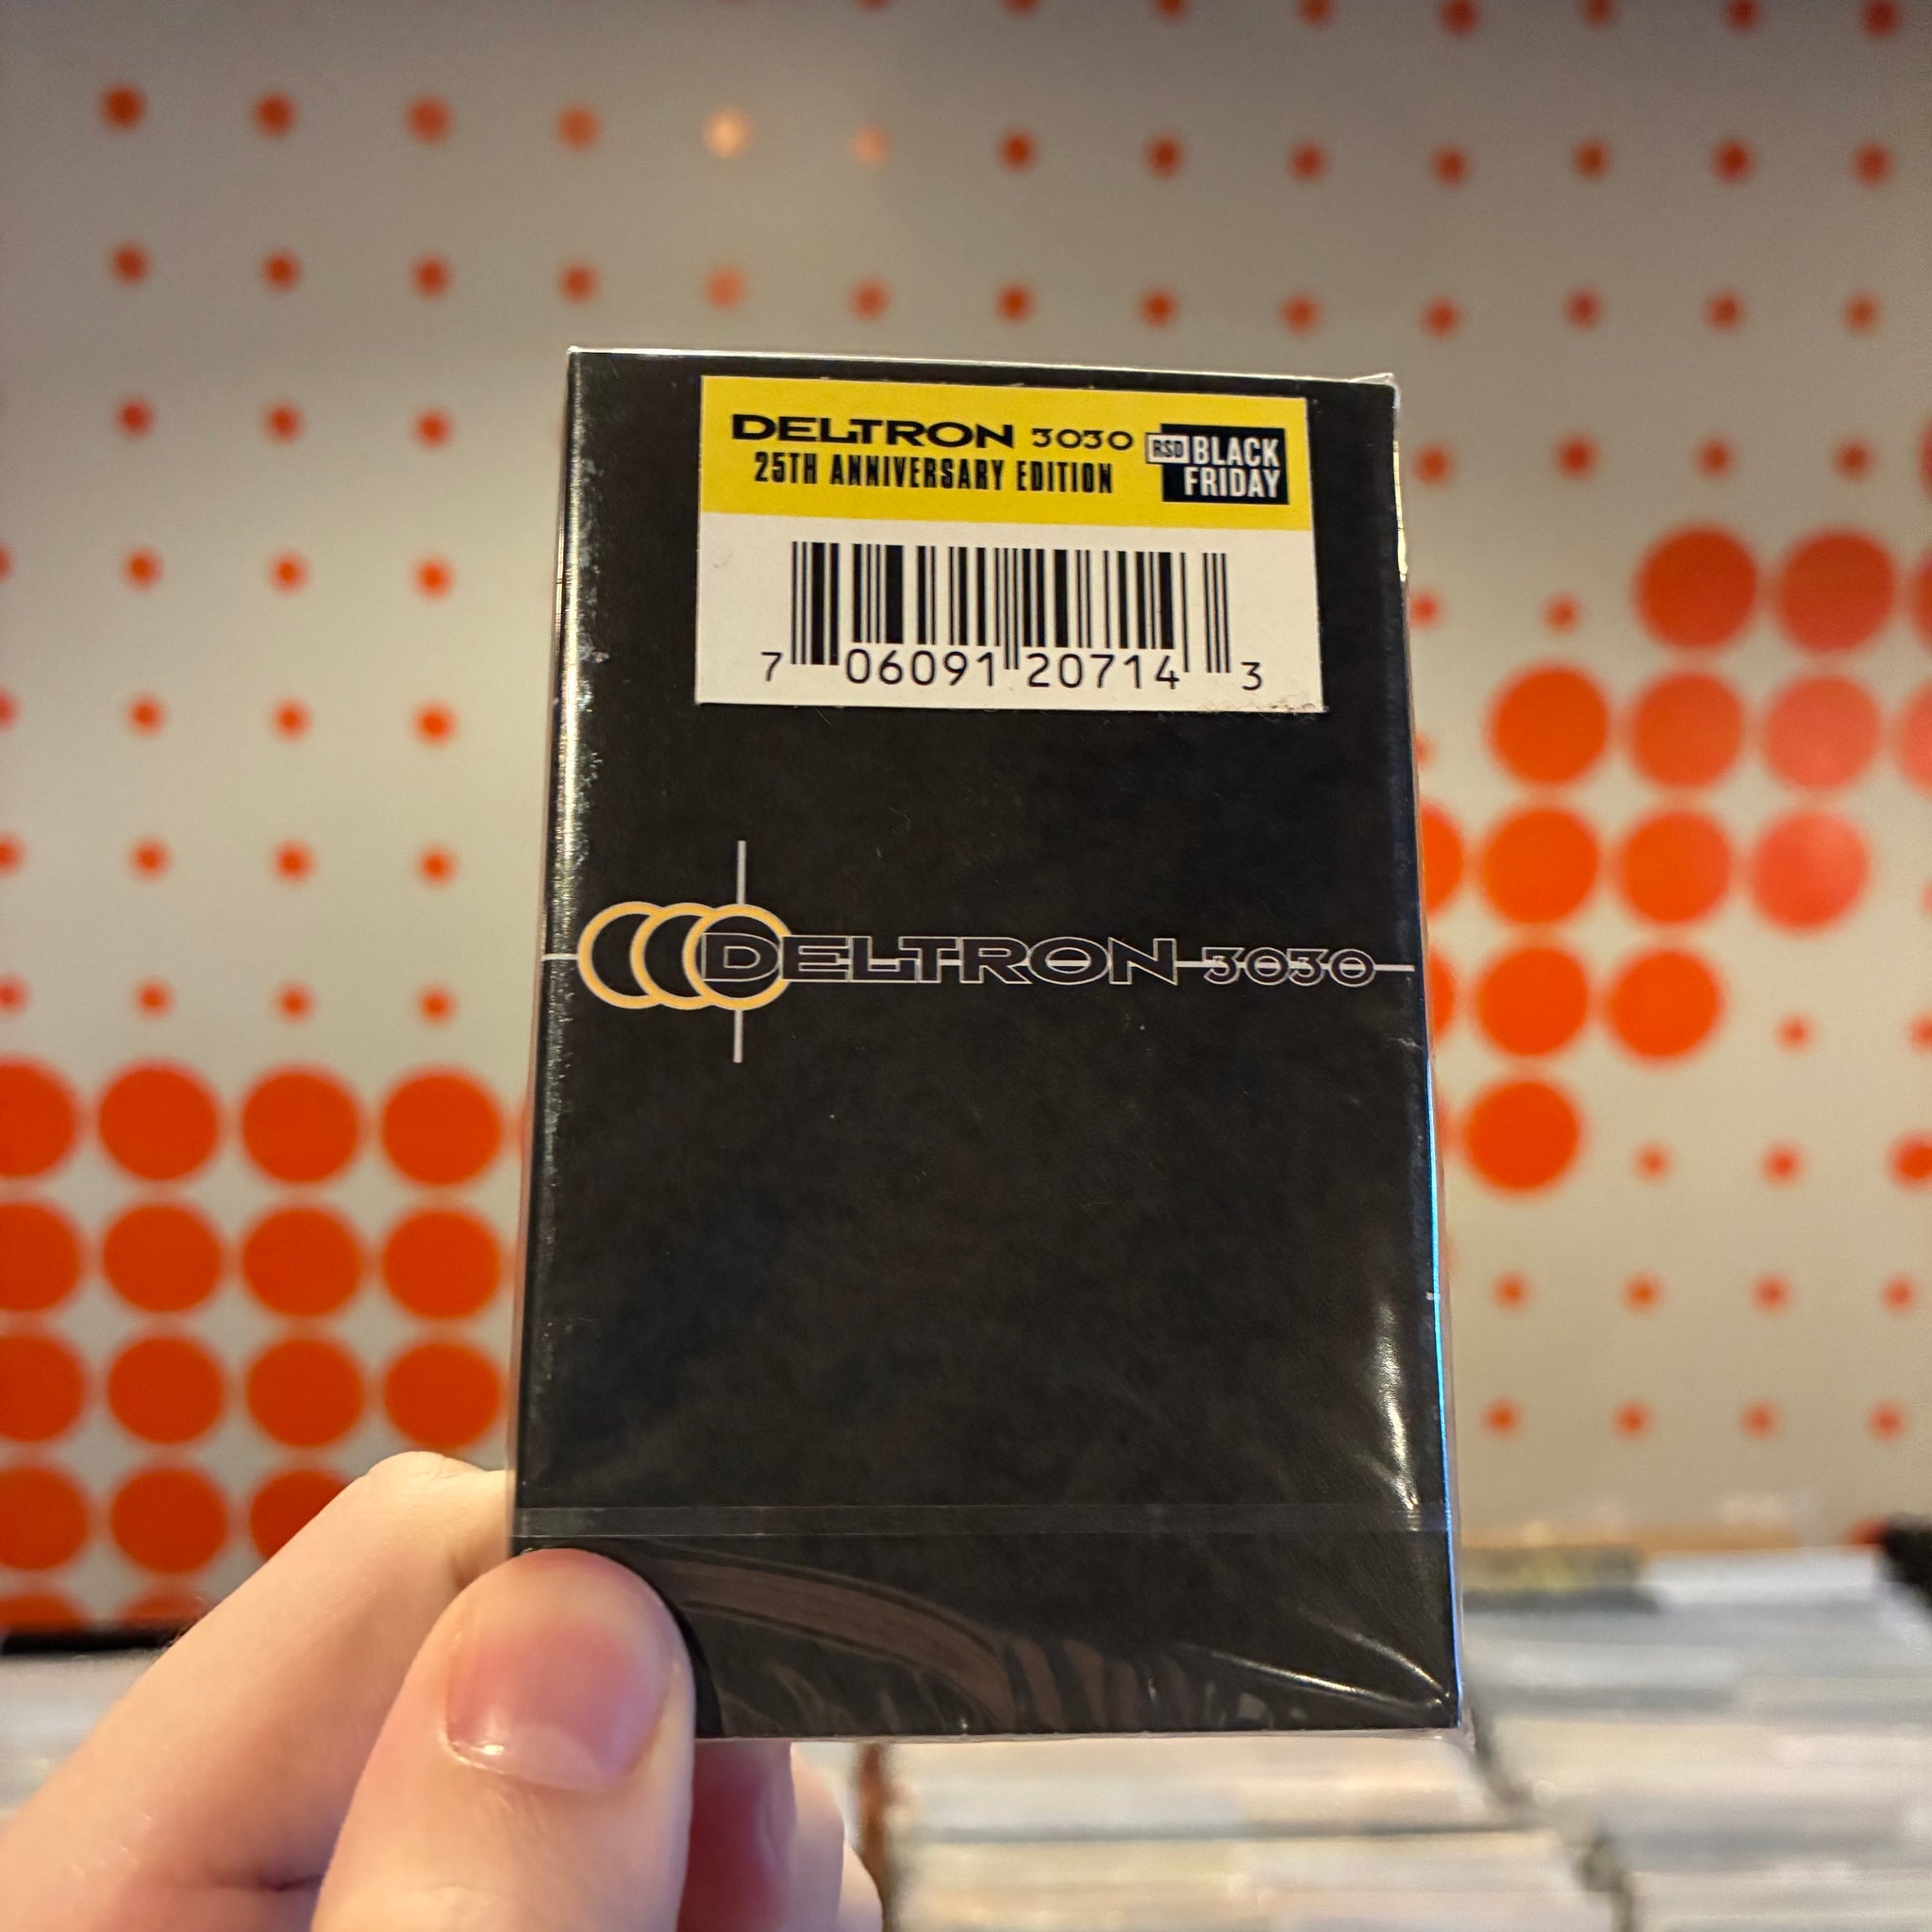 DELTRON 3030
25TH ANNIVERSARY EDITION
RSD BLACK
FRIDAY
7 06091 20714 3
DELTRON 3030